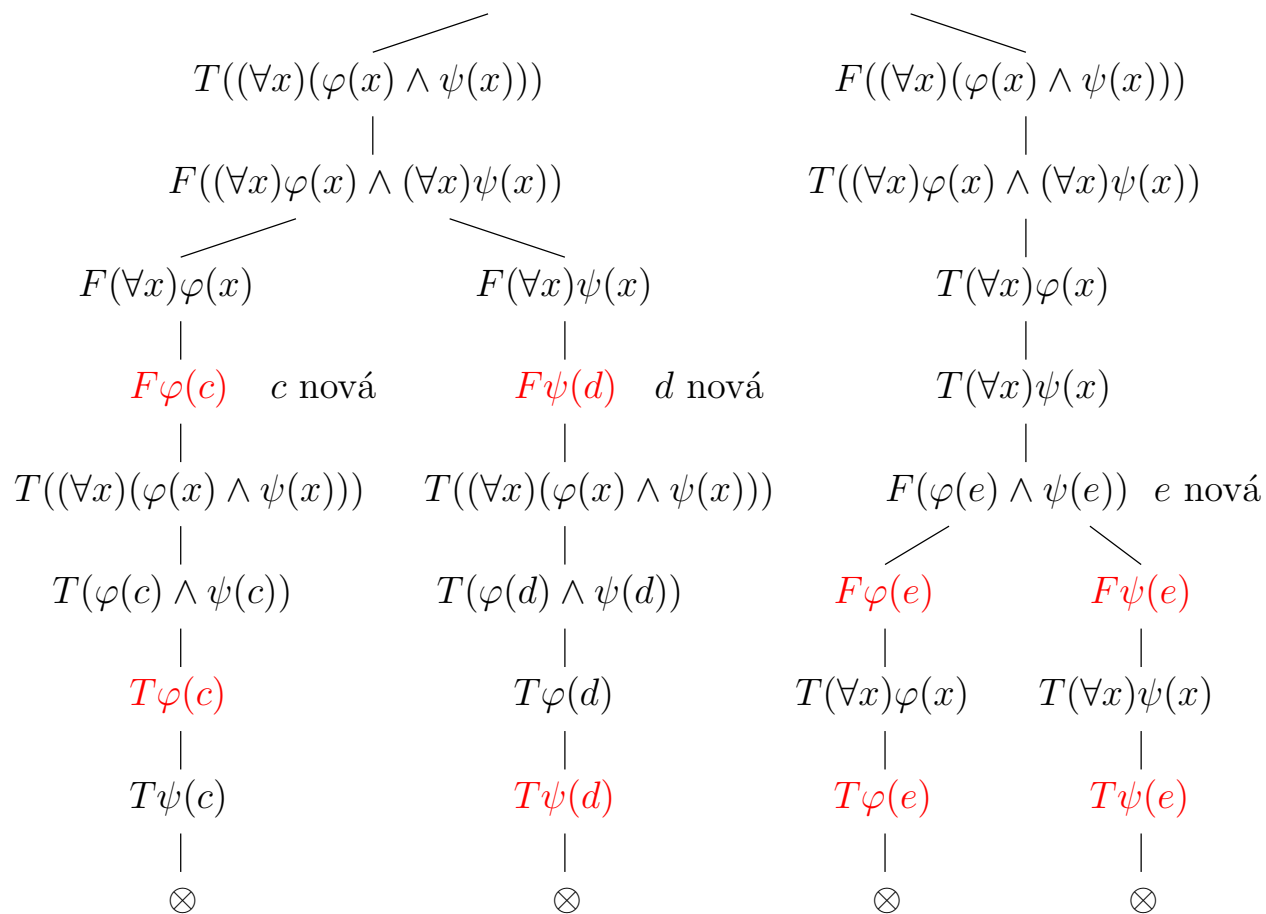 T((∀x)(φ(x) ∧ ψ(x))) F((∀x)(φ(x) ∧ ψ(x)))
F((∀x)φ(x) ∧ (∀x)ψ(x)) T((∀x)φ(x) ∧ (∀x)ψ(x))
F(∀x)φ(x) F(∀x)ψ(x) T(∀x)φ(x)
Fφ(c) c nová Fψ(d) d nová T(∀x)ψ(x)
T((∀x)(φ(x) ∧ ψ(x))) T((∀x)(φ(x) ∧ ψ(x))) F(φ(e) ∧ ψ(e)) e nová
T(φ(c) ∧ ψ(c)) T(φ(d) ∧ ψ(d)) Fφ(e) Fψ(e)
Tφ(c) Tφ(d) T(∀x)φ(x) T(∀x)ψ(x)
Tψ(c) Tψ(d) Tφ(e) Tψ(e)
⊗ ⊗ ⊗ ⊗